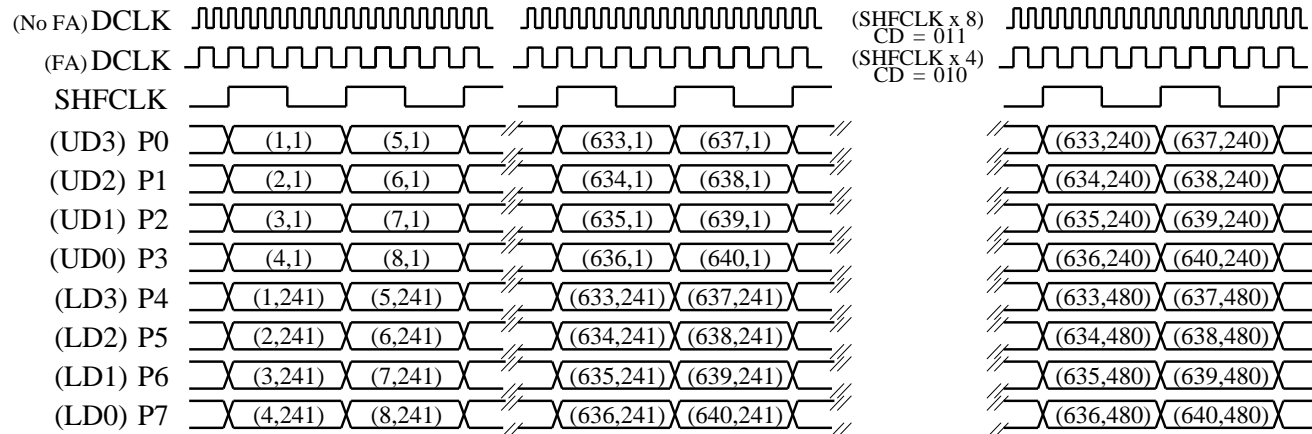 (No FA) DCLK (SHFCLK x 8)
CD = 011
(FA) DCLK (SHFCLK x 4)
CD = 010
SHFCLK
(UD3) P0 (1,1) (5,1) (633,1) (637,1) (633,240) (637,240)
(UD2) P1 (2,1) (6,1) (634,1) (638,1) (634,240) (638,240)
(UD1) P2 (3,1) (7,1) (635,1) (639,1) (635,240) (639,240)
(UD0) P3 (4,1) (8,1) (636,1) (640,1) (636,240) (640,240)
(LD3) P4 (1,241) (5,241) (633,241) (637,241) (633,480) (637,480)
(LD2) P5 (2,241) (6,241) (634,241) (638,241) (634,480) (638,480)
(LD1) P6 (3,241) (7,241) (635,241) (639,241) (635,480) (639,480)
(LD0) P7 (4,241) (8,241) (636,241) (640,241) (636,480) (640,480)